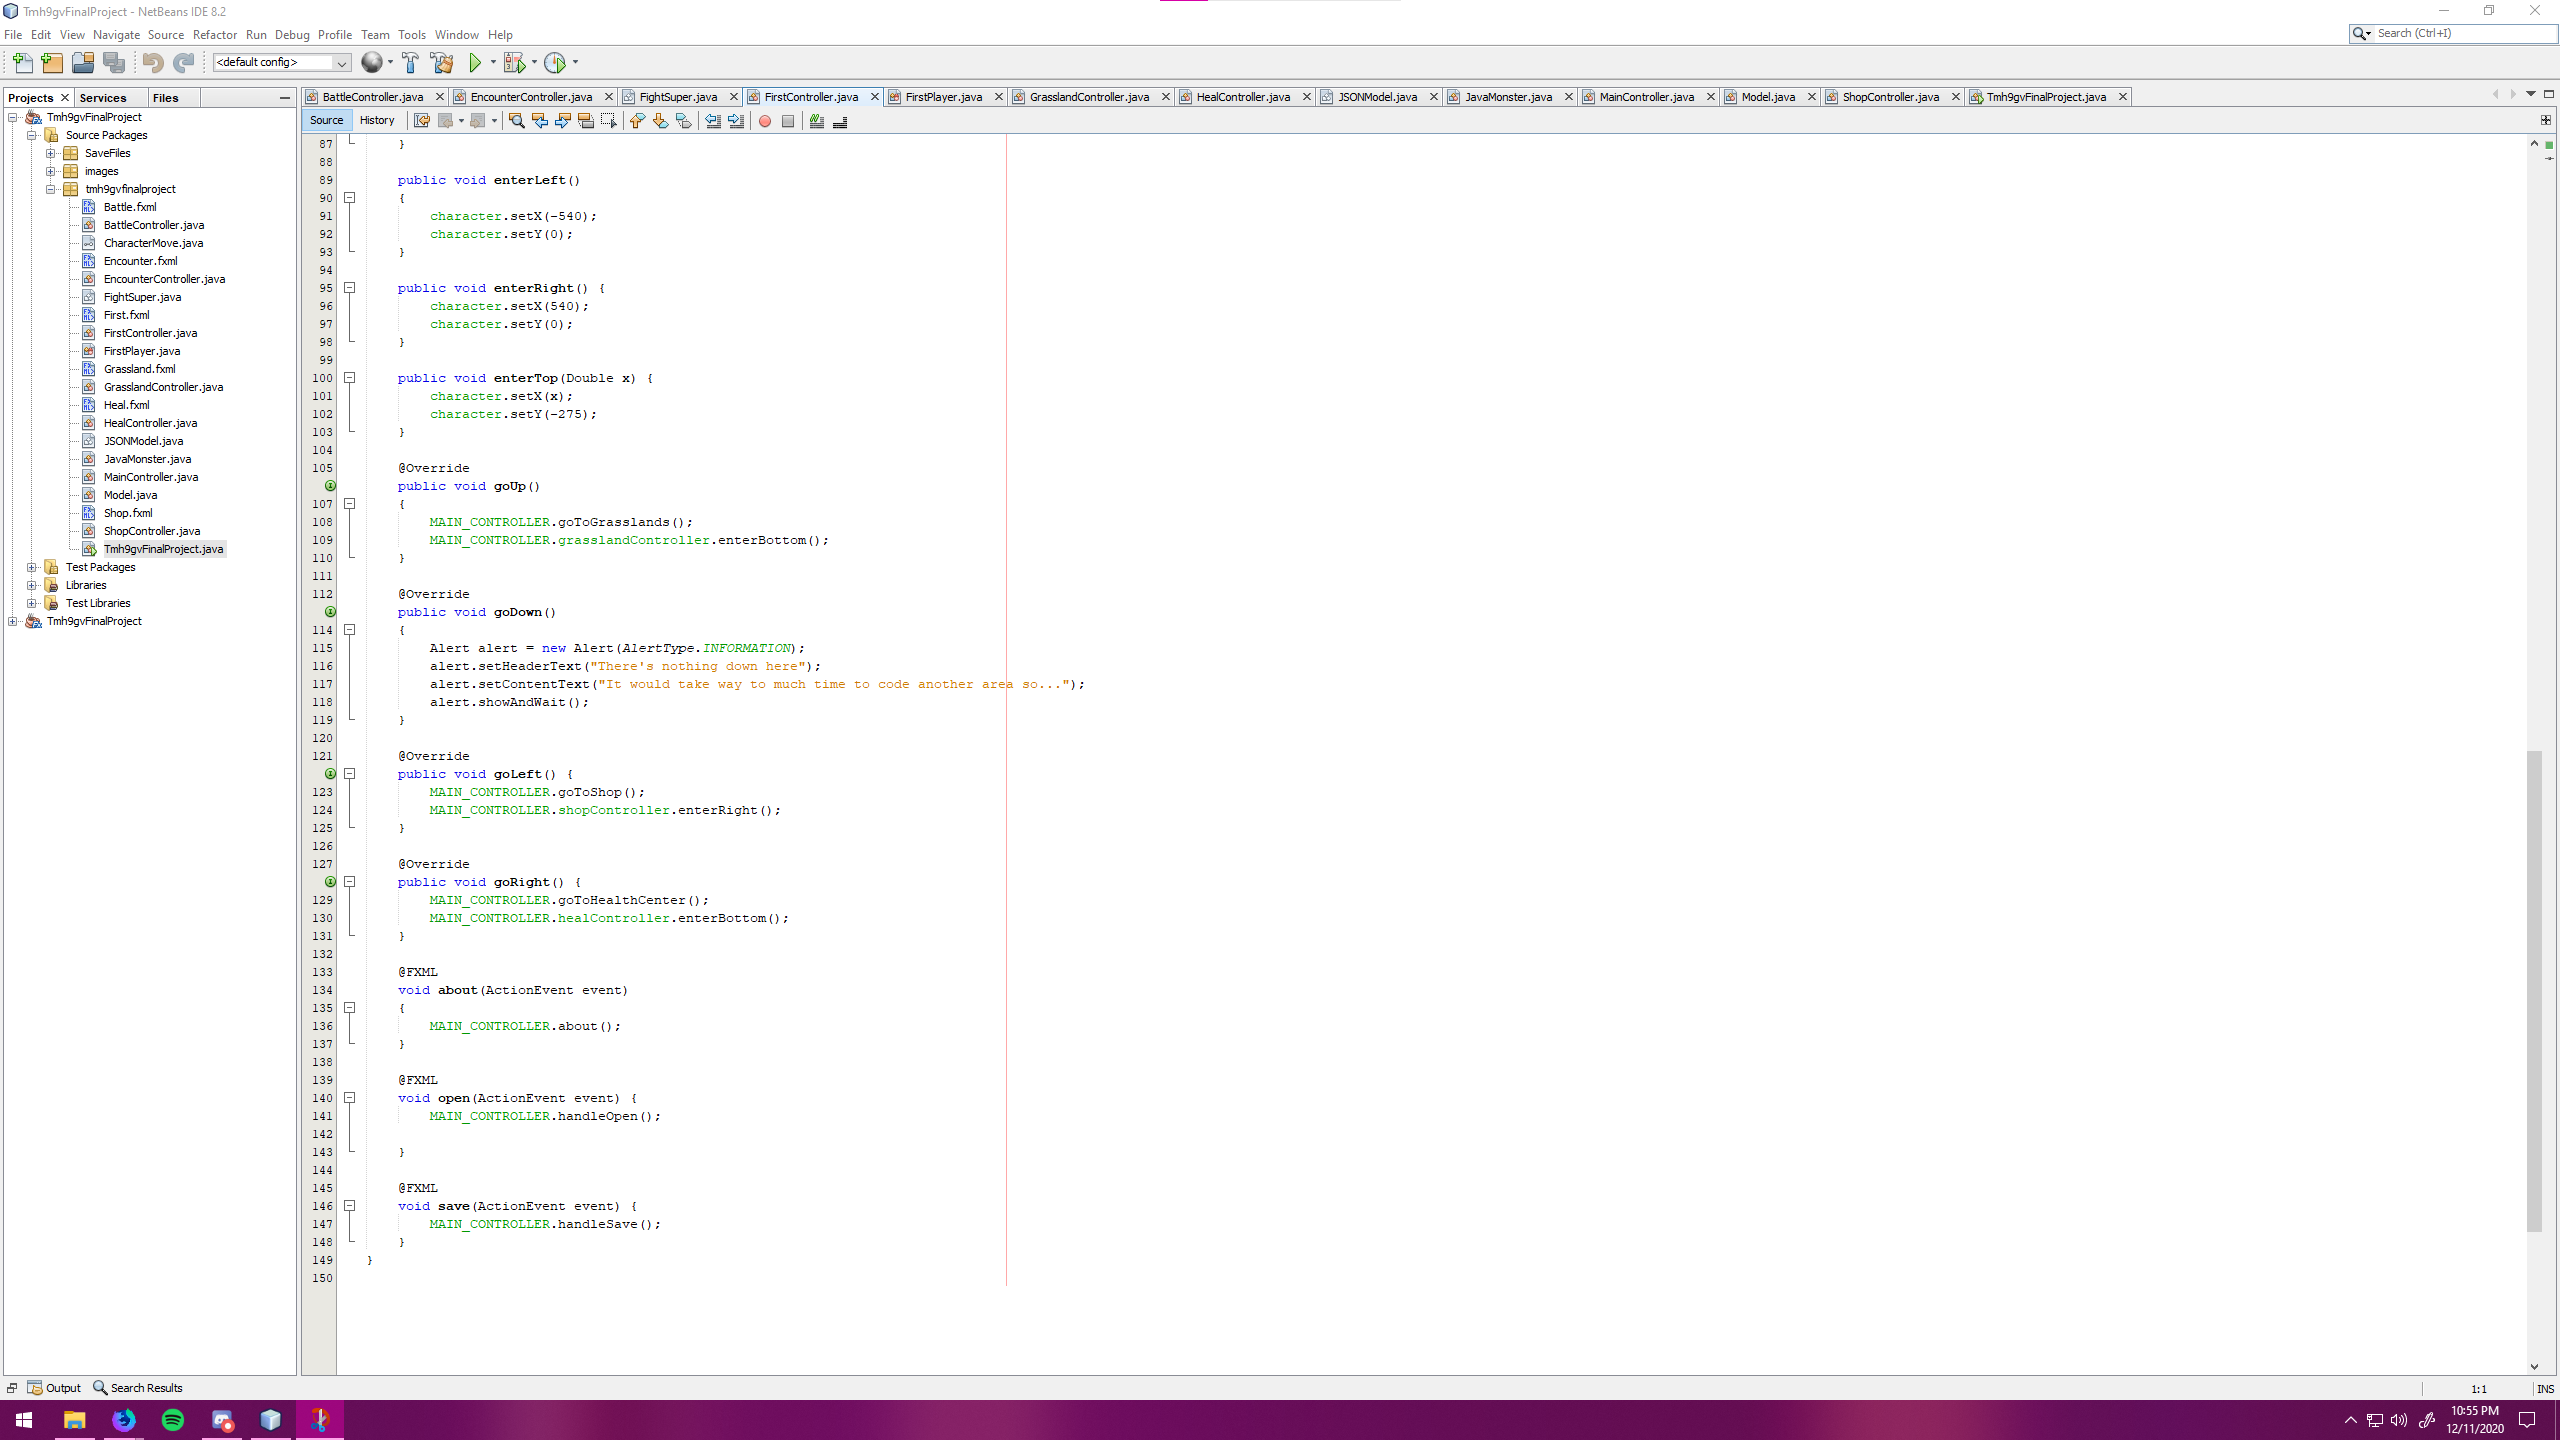 Tmh9gvFinalProject - NetBeans IDE 8.2
File Edit View Navigate Source Refactor Run Debug Profile Team Tools Window Help
Search (Ctrl+I)
<default config>
Projects Services Files
BattleController.java EncounterController.java FightSuper.java FirstController.java FirstPlayer.java GrasslandController.java HealController.java JSONModel.java JavaMonster.java MainController.java Model.java ShopController.java Tmh9gvFinalProject.java
Source History
Tmh9gvFinalProject
Source Packages
SaveFiles
images
tmh9gvfinalproject
Battle.fxml
BattleController.java
CharacterMove.java
Encounter.fxml
EncounterController.java
FightSuper.java
First.fxml
FirstController.java
FirstPlayer.java
Grassland.fxml
GrasslandController.java
Heal.fxml
HealController.java
JSONModel.java
JavaMonster.java
MainController.java
Model.java
Shop.fxml
ShopController.java
Tmh9gvFinalProject.java
Test Packages
Libraries
Test Libraries
Tmh9gvFinalProject
87 }
88
89 public void enterLeft()
90 {
91 character.setX(-540);
92 character.setY(0);
93 }
94
95 public void enterRight() {
96 character.setX(540);
97 character.setY(0);
98 }
99
100 public void enterTop(Double x) {
101 character.setX(x);
102 character.setY(-275);
103 }
104
105 @Override
public void goUp()
107 {
108 MAIN_CONTROLLER.goToGrasslands();
109 MAIN_CONTROLLER.grasslandController.enterBottom();
110 }
111
112 @Override
public void goDown()
114 {
115 Alert alert = new Alert(AlertType.INFORMATION);
116 alert.setHeaderText("There's nothing down here");
117 alert.setContentText("It would take way to much time to code another area so...");
118 alert.showAndWait();
119 }
120
121 @Override
public void goLeft() {
123 MAIN_CONTROLLER.goToShop();
124 MAIN_CONTROLLER.shopController.enterRight();
125 }
126
127 @Override
public void goRight() {
129 MAIN_CONTROLLER.goToHealthCenter();
130 MAIN_CONTROLLER.healController.enterBottom();
131 }
132
133 @FXML
134 void about(ActionEvent event)
135 {
136 MAIN_CONTROLLER.about();
137 }
138
139 @FXML
140 void open(ActionEvent event) {
141 MAIN_CONTROLLER.handleOpen();
142
143 }
144
145 @FXML
146 void save(ActionEvent event) {
147 MAIN_CONTROLLER.handleSave();
148 }
149 }
150
Output Search Results
1:1 INS
10:55 PM
12/11/2020